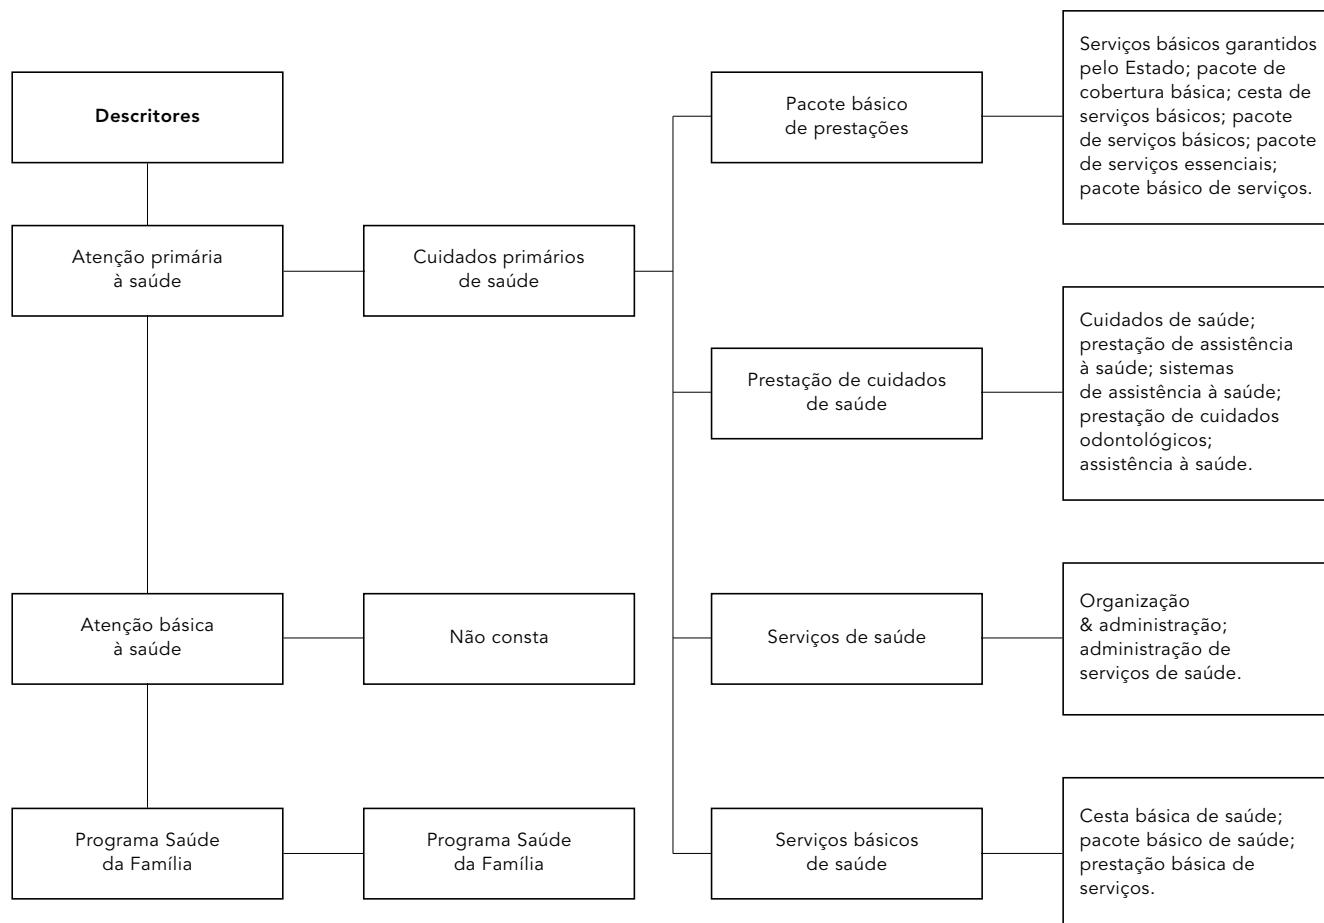 Descritores
Atenção primária
à saúde
Cuidados primários
de saúde
Pacote básico
de prestações
Serviços básicos garantidos
pelo Estado; pacote de
cobertura básica; cesta de
serviços básicos; pacote
de serviços básicos; pacote
de serviços essenciais;
pacote básico de serviços.
Prestação de cuidados
de saúde
Cuidados de saúde;
prestação de assistência
à saúde; sistemas
de assistência à saúde;
prestação de cuidados
odontológicos;
assistência à saúde.
Atenção básica
à saúde
Não consta
Serviços de saúde
Organização
& administração;
administração de
serviços de saúde.
Programa Saúde
da Família
Programa Saúde
da Família
Serviços básicos
de saúde
Cesta básica de saúde;
pacote básico de saúde;
prestação básica de
serviços.